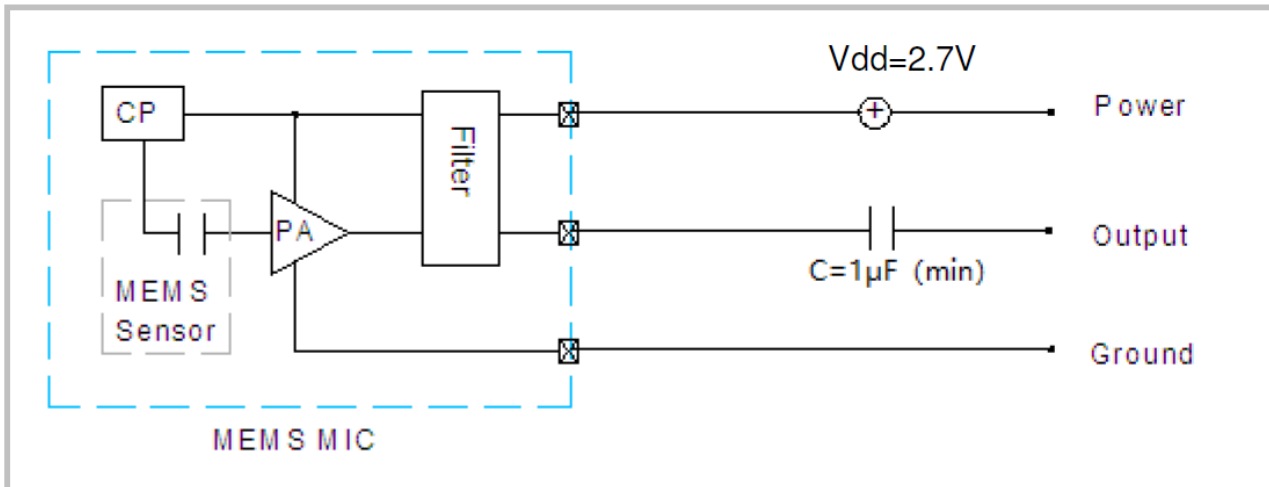 Vdd=2.7V
CP
Filter
Power
PA
Output
MEMS
Sensor
C=1µF (min)
Ground
MEMS MIC